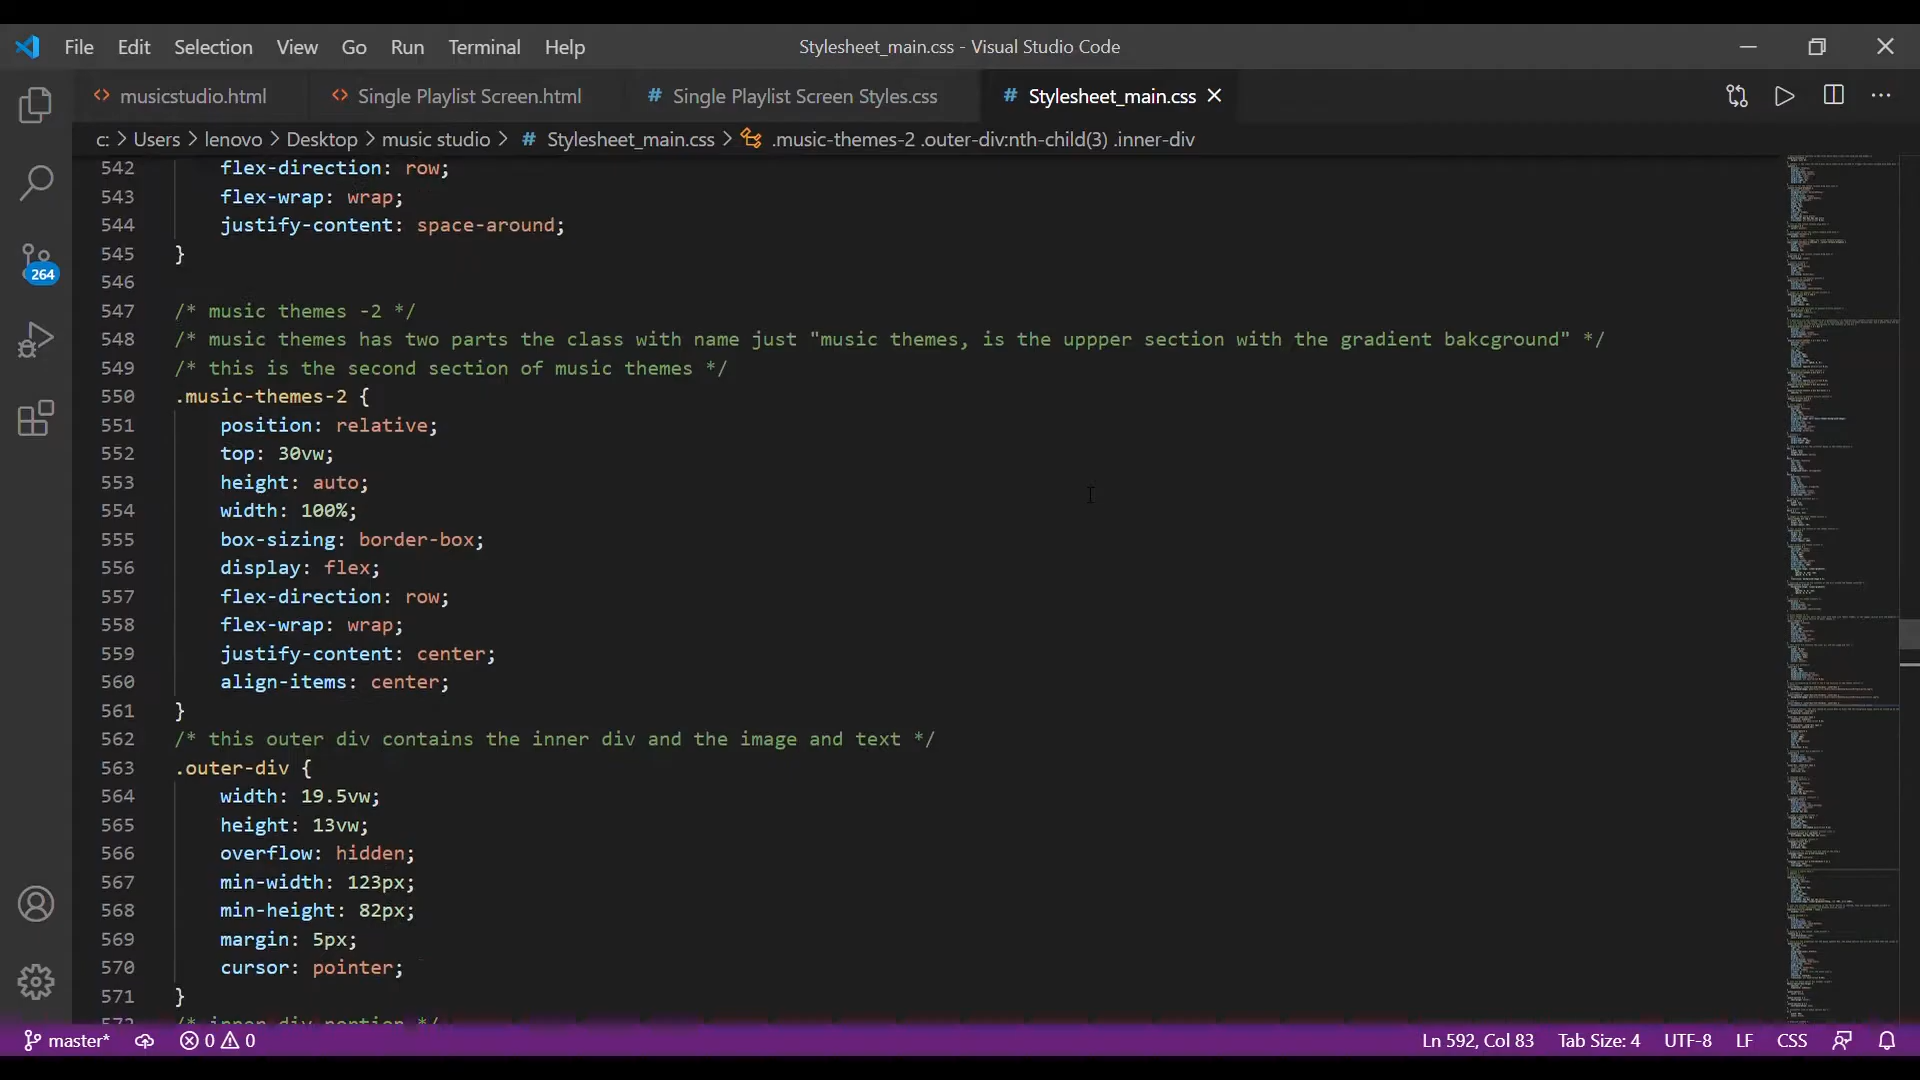 File Edit Selection View Go Run Terminal Help Stylesheet_main.css - Visual Studio Code
musicstudio.html Single Playlist Screen.html # Single Playlist Screen Styles.css # Stylesheet_main.css
c: > Users > lenovo > Desktop > music studio > # Stylesheet_main.css > .music-themes-2 .outer-div:nth-child(3) .inner-div
542 flex-direction: row;
543 flex-wrap: wrap;
544 justify-content: space-around;
545 }
546
547 /* music themes -2 */
548 /* music themes has two parts the class with name just "music themes, is the uppper section with the gradient bakcground" */
549 /* this is the second section of music themes */
550 .music-themes-2 {
551 position: relative;
552 top: 30vw;
553 height: auto;
554 width: 100%;
555 box-sizing: border-box;
556 display: flex;
557 flex-direction: row;
558 flex-wrap: wrap;
559 justify-content: center;
560 align-items: center;
561 }
562 /* this outer div contains the inner div and the image and text */
563 .outer-div {
564 width: 19.5vw;
565 height: 13vw;
566 overflow: hidden;
567 min-width: 123px;
568 min-height: 82px;
569 margin: 5px;
570 cursor: pointer;
571 }
572 /* inner div portion */
264
master* 0 0 Ln 592, Col 83 Tab Size: 4 UTF-8 LF CSS